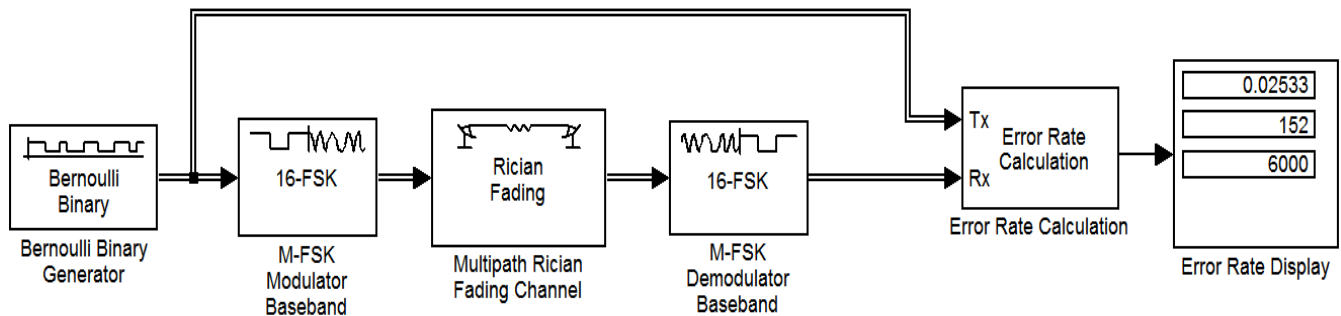 Bernoulli
Binary
Bernoulli Binary
Generator
16-FSK
M-FSK
Modulator
Baseband
Rician
Fading
Multipath Rician
Fading Channel
16-FSK
M-FSK
Demodulator
Baseband
Tx
Rx
Error Rate
Calculation
Error Rate Calculation
0.02533
152
6000
Error Rate Display